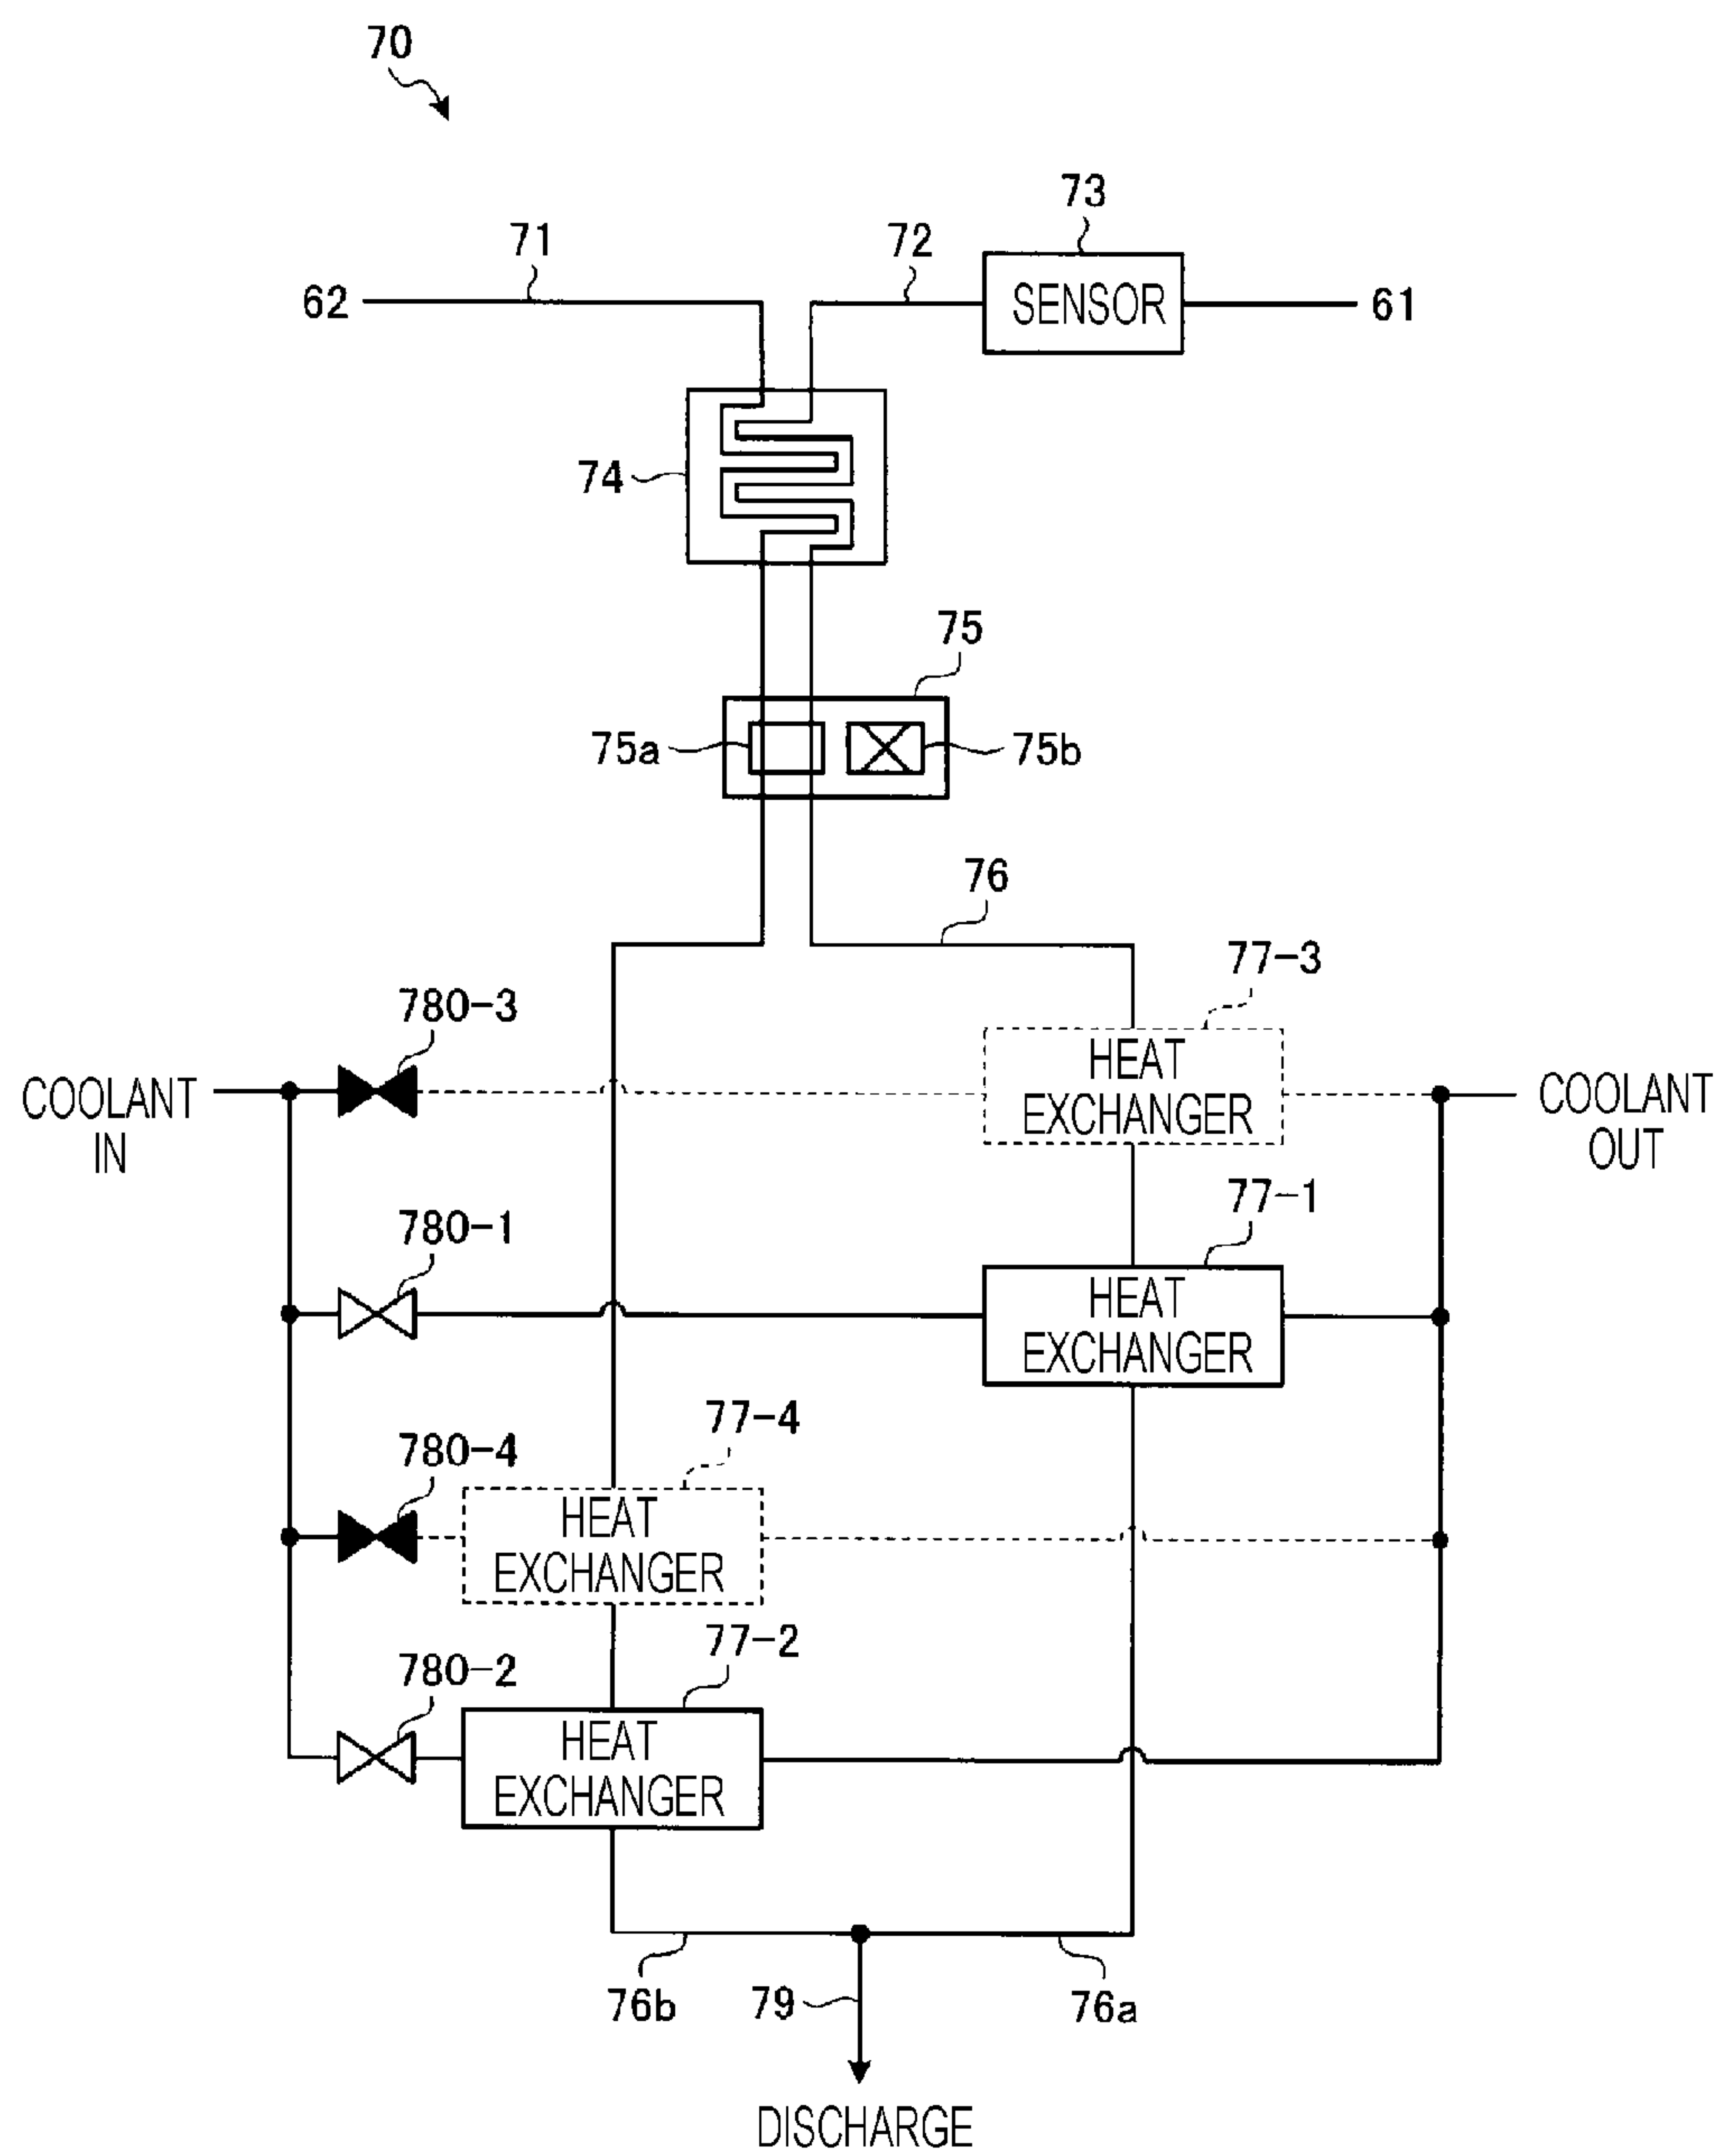 70
73
71
72
62
SENSOR
61
74
75
75a
75b
76
77-3
780-3
HEAT
EXCHANGER
COOLANT
IN
COOLANT
OUT
77-1
780-1
HEAT
EXCHANGER
77-4
780-4
HEAT
EXCHANGER
77-2
780-2
HEAT
EXCHANGER
76b
79
76a
DISCHARGE